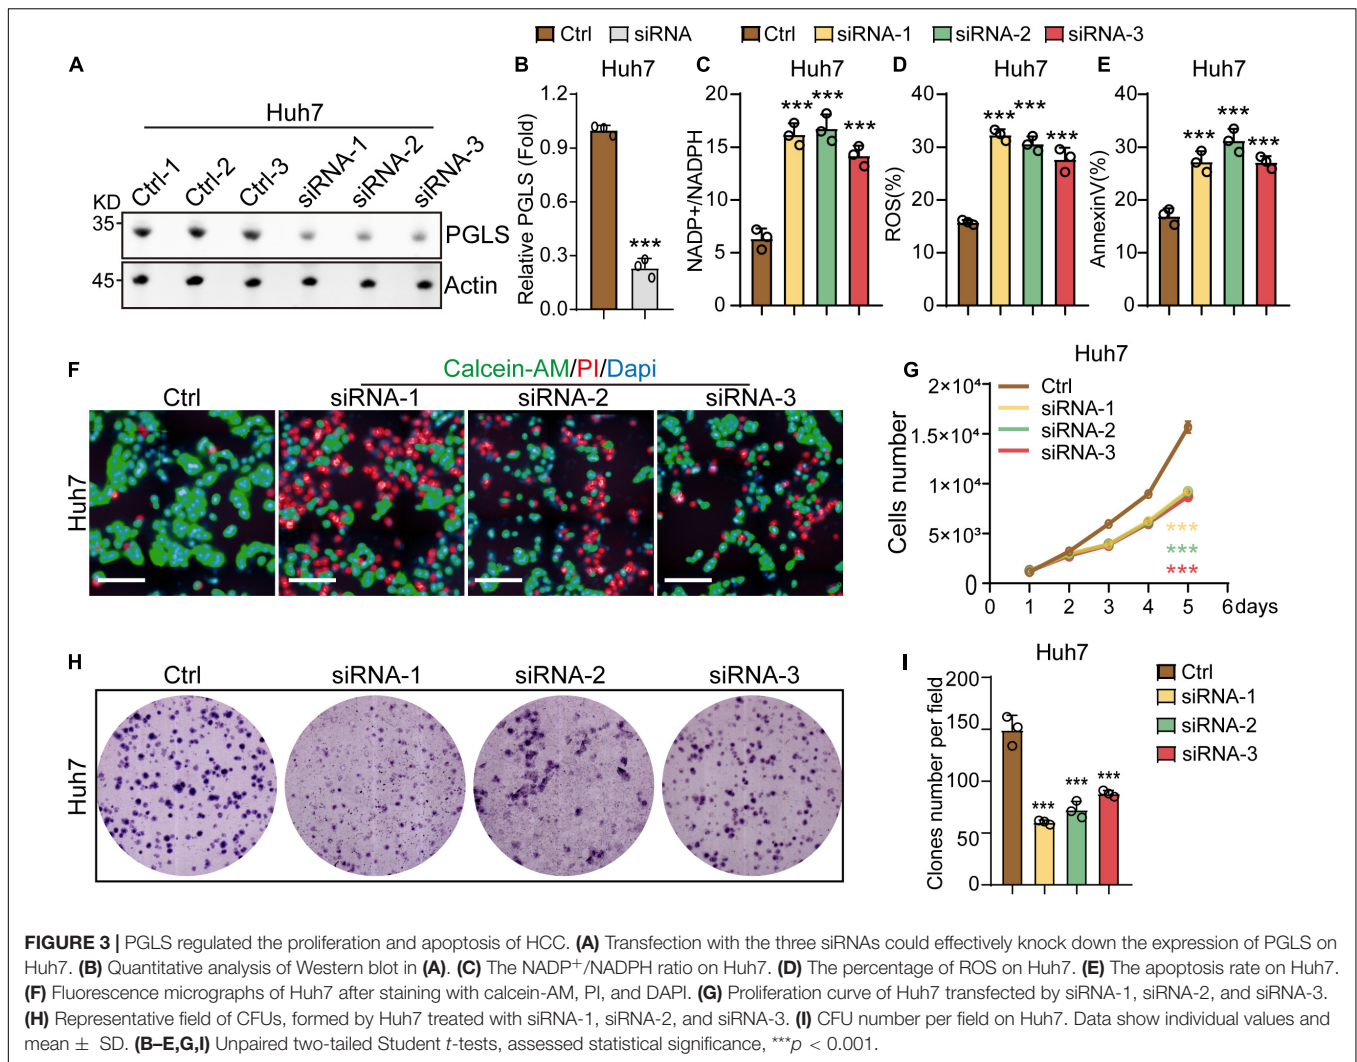 Ctrl siRNA Ctrl siRNA-1 siRNA-2 siRNA-3
A
Huh7
Ctrl-1 Ctrl-2 Ctrl-3 siRNA-1 siRNA-2 siRNA-3
KD
35
PGLS
45
Actin
B
Huh7
Relative PGLS (Fold)
1.2
0.9
0.6
0.3
0.0
***
C
Huh7
NADP+/NADPH
20
15
10
5
0
*** *** ***
D
Huh7
ROS(%)
40
30
20
10
0
*** *** ***
E
Huh7
AnnexinV(%)
40
30
20
10
0
*** *** ***
F
Calcein-AM/PI/Dapi
Ctrl siRNA-1 siRNA-2 siRNA-3
Huh7
G
Huh7
Cells number
2×10⁴
1.5×10⁴
1×10⁴
5×10³
0
0 1 2 3 4 5 6 days
Ctrl
siRNA-1
siRNA-2
siRNA-3
***
***
***
H
Ctrl siRNA-1 siRNA-2 siRNA-3
Huh7
I
Huh7
Clones number per field
200
150
100
50
0
*** *** ***
Ctrl
siRNA-1
siRNA-2
siRNA-3
FIGURE 3 | PGLS regulated the proliferation and apoptosis of HCC. (A) Transfection with the three siRNAs could effectively knock down the expression of PGLS on
Huh7. (B) Quantitative analysis of Western blot in (A). (C) The NADP⁺/NADPH ratio on Huh7. (D) The percentage of ROS on Huh7. (E) The apoptosis rate on Huh7.
(F) Fluorescence micrographs of Huh7 after staining with calcein-AM, PI, and DAPI. (G) Proliferation curve of Huh7 transfected by siRNA-1, siRNA-2, and siRNA-3.
(H) Representative field of CFUs, formed by Huh7 treated with siRNA-1, siRNA-2, and siRNA-3. (I) CFU number per field on Huh7. Data show individual values and
mean ± SD. (B–E,G,I) Unpaired two-tailed Student t-tests, assessed statistical significance, ***p < 0.001.